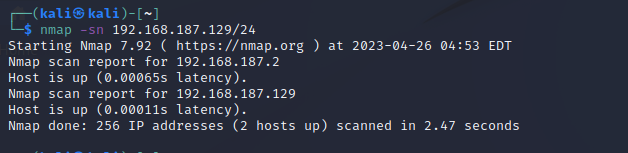 ┌──(kali㉿kali)-[~]
└─$ nmap -sn 192.168.187.129/24
Starting Nmap 7.92 ( https://nmap.org ) at 2023-04-26 04:53 EDT
Nmap scan report for 192.168.187.2
Host is up (0.00065s latency).
Nmap scan report for 192.168.187.129
Host is up (0.00011s latency).
Nmap done: 256 IP addresses (2 hosts up) scanned in 2.47 seconds